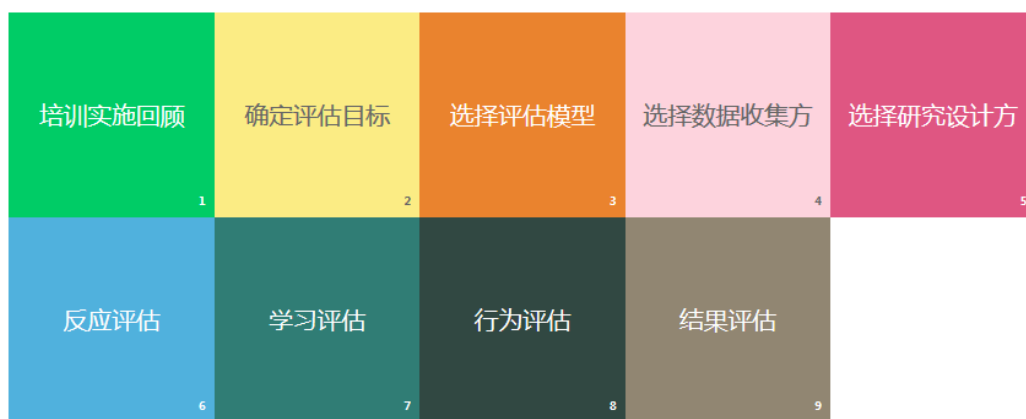 培训实施回顾
1
确定评估目标
2
选择评估模型
3
选择数据收集方
4
选择研究设计方
5
反应评估
6
学习评估
7
行为评估
8
结果评估
9